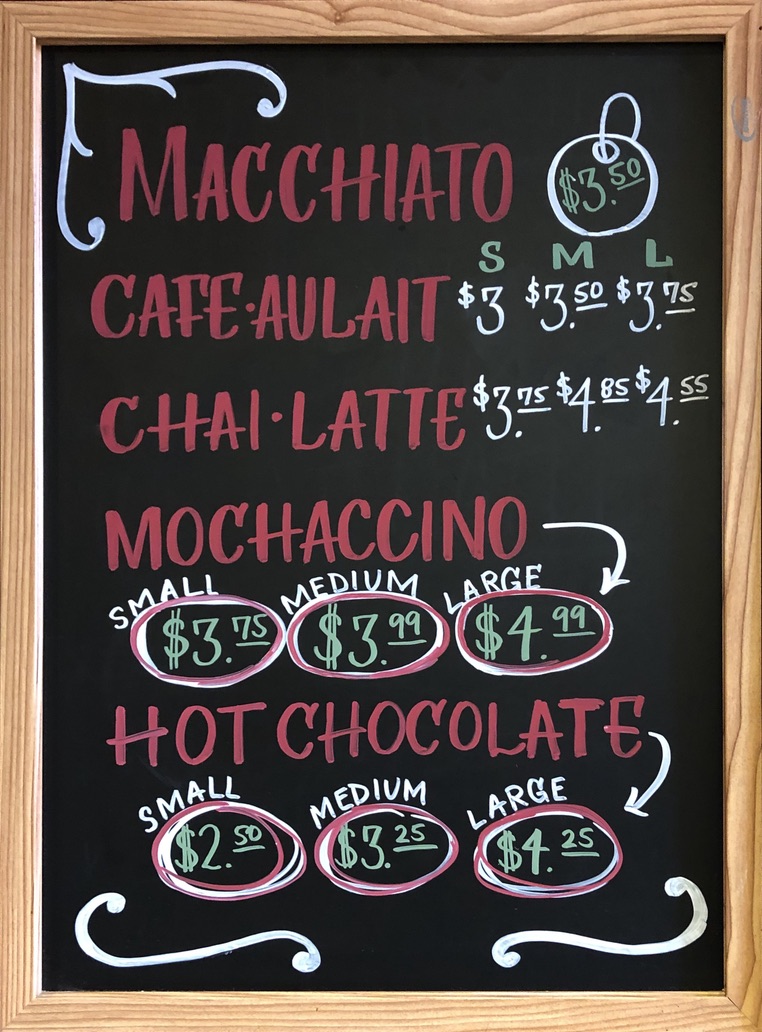 MACCHIATO $3.50
S M L
CAFE·AULAIT $3 $3.50 $3.75
CHAI·LATTE $3.75 $4.85 $4.55
MOCHACCINO
SMALL MEDIUM LARGE
$3.75 $3.99 $4.99
HOT CHOCOLATE
SMALL MEDIUM LARGE
$2.50 $3.25 $4.25